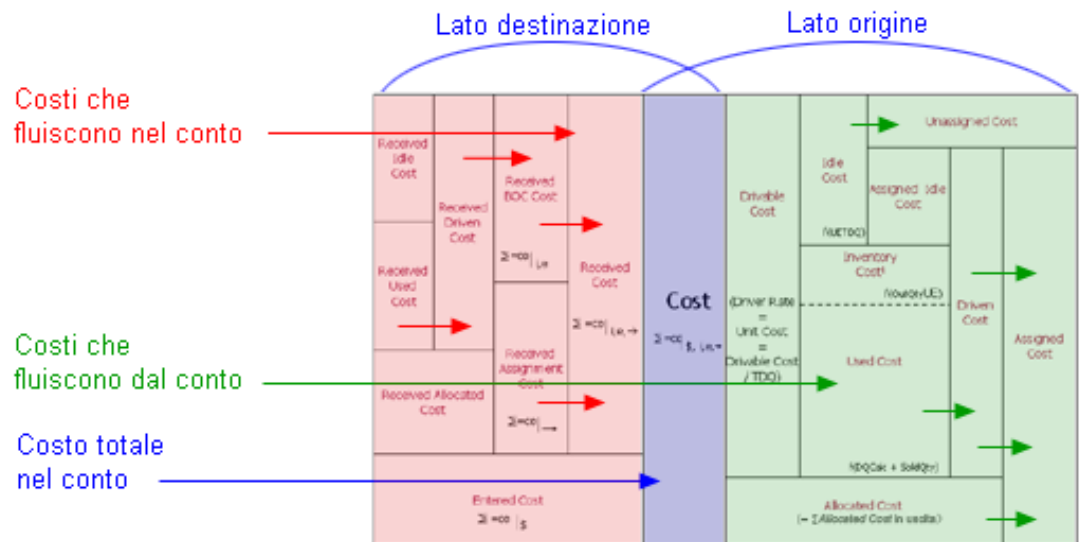 Lato destinazione
Lato origine
Costi che
fluiscono nel conto
Costi che
fluiscono dal conto
Costo totale
nel conto
Received
Idle
Cost
Received
Used
Cost
Received
Driven
Cost
Received Allocated
Cost
Received
BOC Cost
Received
Assignment
Cost
Received
Cost
Entered Cost
Cost
Drivable
Cost
(Driver Rate
=
Unit Cost
=
Drivable Cost
/ TDQ)
Idle
Cost
Unassigned Cost
Assigned Idle
Cost
Inventory
Used Cost
Driven
Cost
Assigned
Cost
Allocated Cost
(- Σ Allocated Cost in uscita)